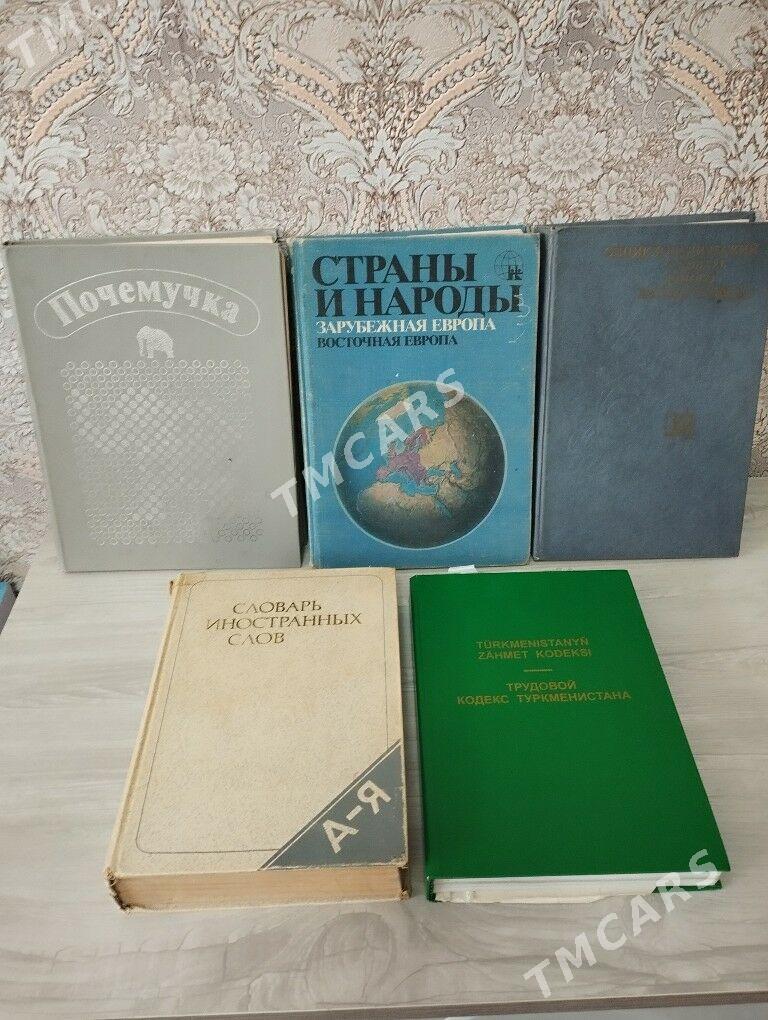 Почемучка
СТРАНЫ
И НАРОДЫ
ЗАРУБЕЖНАЯ ЕВРОПА
ВОСТОЧНАЯ ЕВРОПА
СЛОВАРЬ
ИНОСТРАННЫХ
СЛОВ
А-Я
TÜRKMENISTANYŇ
ZÄHMET KODEKSI
ТРУДОВОЙ
КОДЕКС ТУРКМЕНИСТАНА
TMCARS
TMCARS
TMCARS